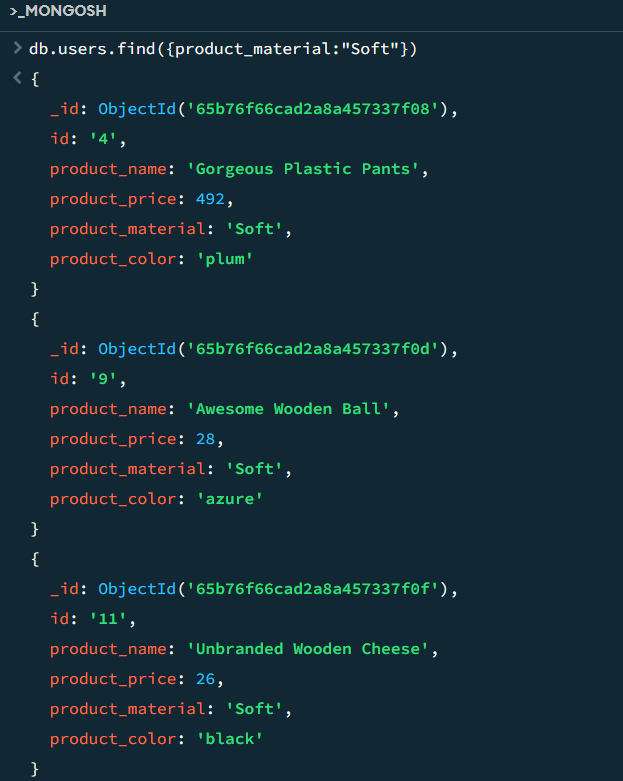 >_MONGOSH
> db.users.find({product_material:"Soft"})
< {
_id: ObjectId('65b76f66cad2a8a457337f08'),
id: '4',
product_name: 'Gorgeous Plastic Pants',
product_price: 492,
product_material: 'Soft',
product_color: 'plum'
}
{
_id: ObjectId('65b76f66cad2a8a457337f0d'),
id: '9',
product_name: 'Awesome Wooden Ball',
product_price: 28,
product_material: 'Soft',
product_color: 'azure'
}
{
_id: ObjectId('65b76f66cad2a8a457337f0f'),
id: '11',
product_name: 'Unbranded Wooden Cheese',
product_price: 26,
product_material: 'Soft',
product_color: 'black'
}